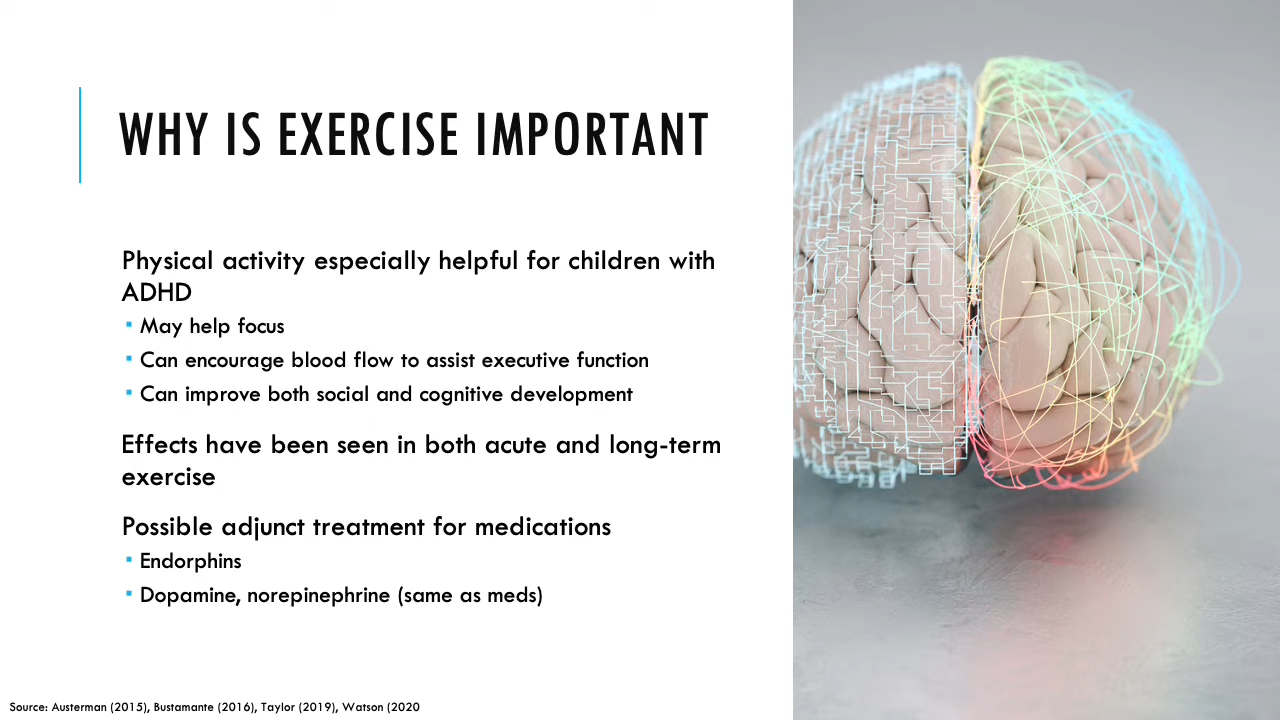 WHY IS EXERCISE IMPORTANT
Physical activity especially helpful for children with
ADHD
▪ May help focus
▪ Can encourage blood flow to assist executive function
▪ Can improve both social and cognitive development
Effects have been seen in both acute and long-term
exercise
Possible adjunct treatment for medications
▪ Endorphins
▪ Dopamine, norepinephrine (same as meds)
Source: Austerman (2015), Bustamante (2016), Taylor (2019), Watson (2020